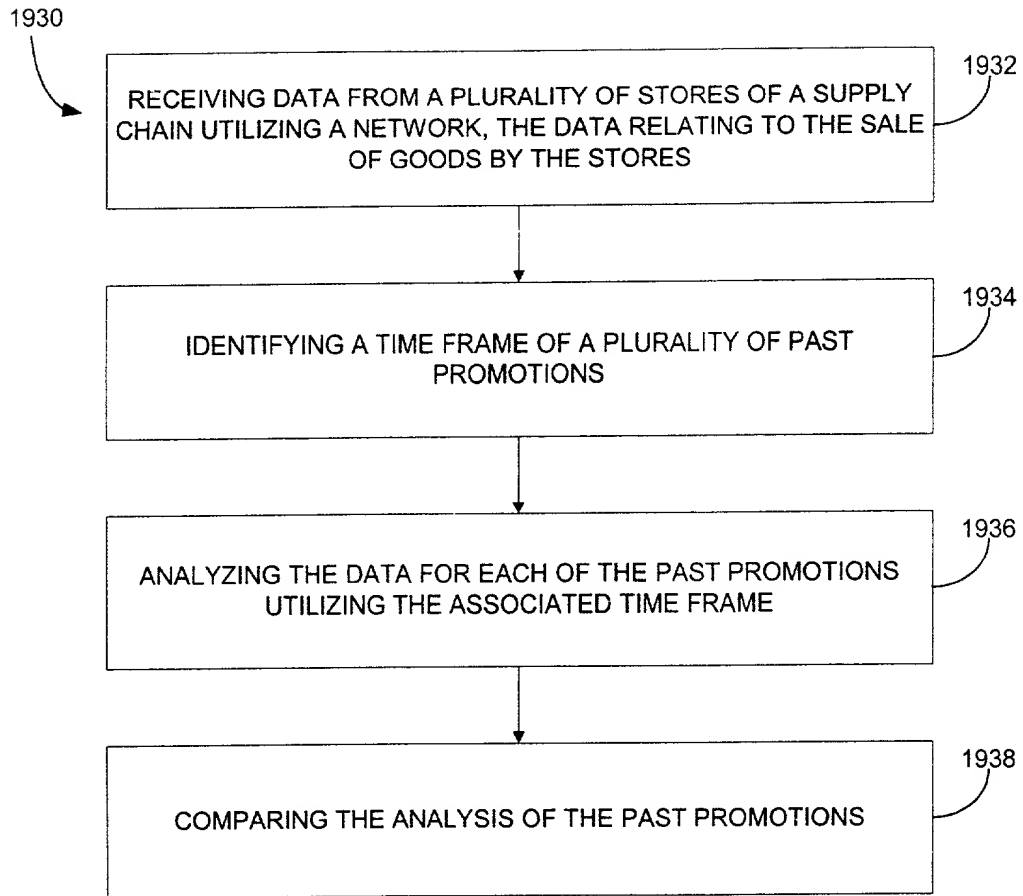 1930
1932
RECEIVING DATA FROM A PLURALITY OF STORES OF A SUPPLY
CHAIN UTILIZING A NETWORK, THE DATA RELATING TO THE SALE
OF GOODS BY THE STORES
1934
IDENTIFYING A TIME FRAME OF A PLURALITY OF PAST
PROMOTIONS
1936
ANALYZING THE DATA FOR EACH OF THE PAST PROMOTIONS
UTILIZING THE ASSOCIATED TIME FRAME
1938
COMPARING THE ANALYSIS OF THE PAST PROMOTIONS